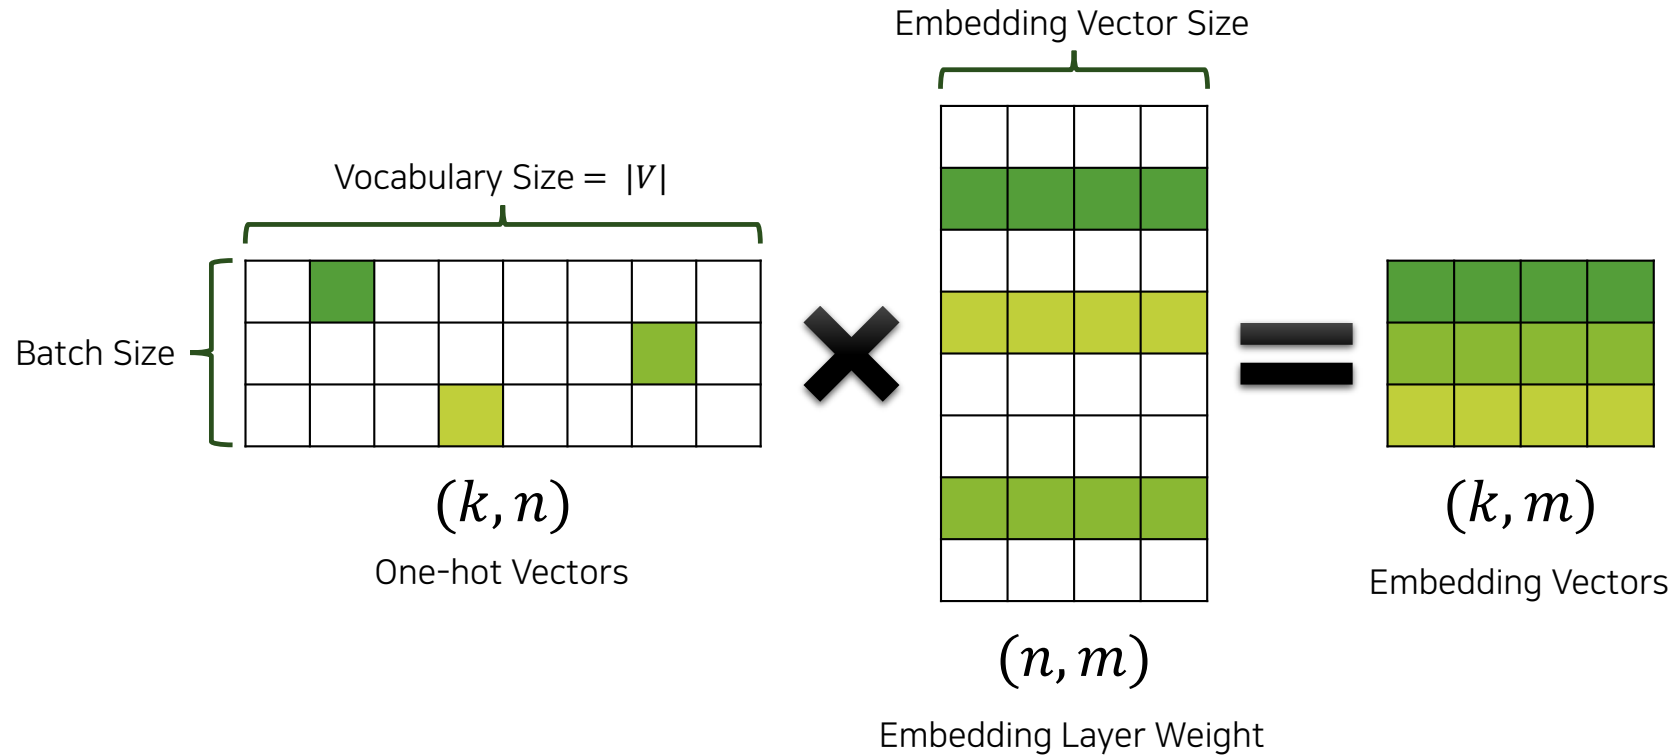 Embedding Vector Size
Vocabulary Size = |V|
Batch Size
(k, n)
One-hot Vectors
(n, m)
Embedding Layer Weight
(k, m)
Embedding Vectors